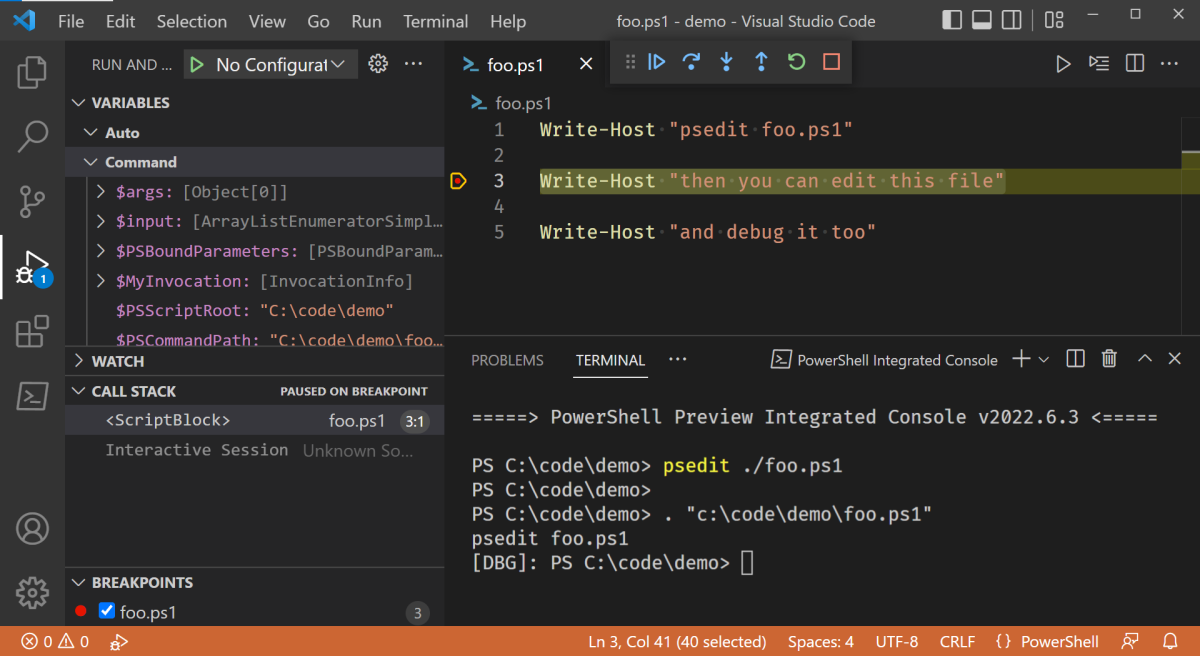 File Edit Selection View Go Run Terminal Help foo.ps1 - demo - Visual Studio Code
RUN AND ... No Configurat
VARIABLES
Auto
Command
$args: [Object[0]]
$input: [ArrayListEnumeratorSimpl...
$PSBoundParameters: [PSBoundParam...
$MyInvocation: [InvocationInfo]
$PSScriptRoot: "C:\code\demo"
$PSCommandPath: "C:\code\demo\foo...
WATCH
CALL STACK PAUSED ON BREAKPOINT
<ScriptBlock> foo.ps1 3:1
Interactive Session Unknown So...
BREAKPOINTS
foo.ps1 3
1
foo.ps1
foo.ps1
1 Write-Host "psedit foo.ps1"
2
3 Write-Host "then you can edit this file"
4
5 Write-Host "and debug it too"
PROBLEMS TERMINAL ... PowerShell Integrated Console
=====> PowerShell Preview Integrated Console v2022.6.3 <=====
PS C:\code\demo> psedit ./foo.ps1
PS C:\code\demo>
PS C:\code\demo> . "c:\code\demo\foo.ps1"
psedit foo.ps1
[DBG]: PS C:\code\demo>
0 0 Ln 3, Col 41 (40 selected) Spaces: 4 UTF-8 CRLF {} PowerShell